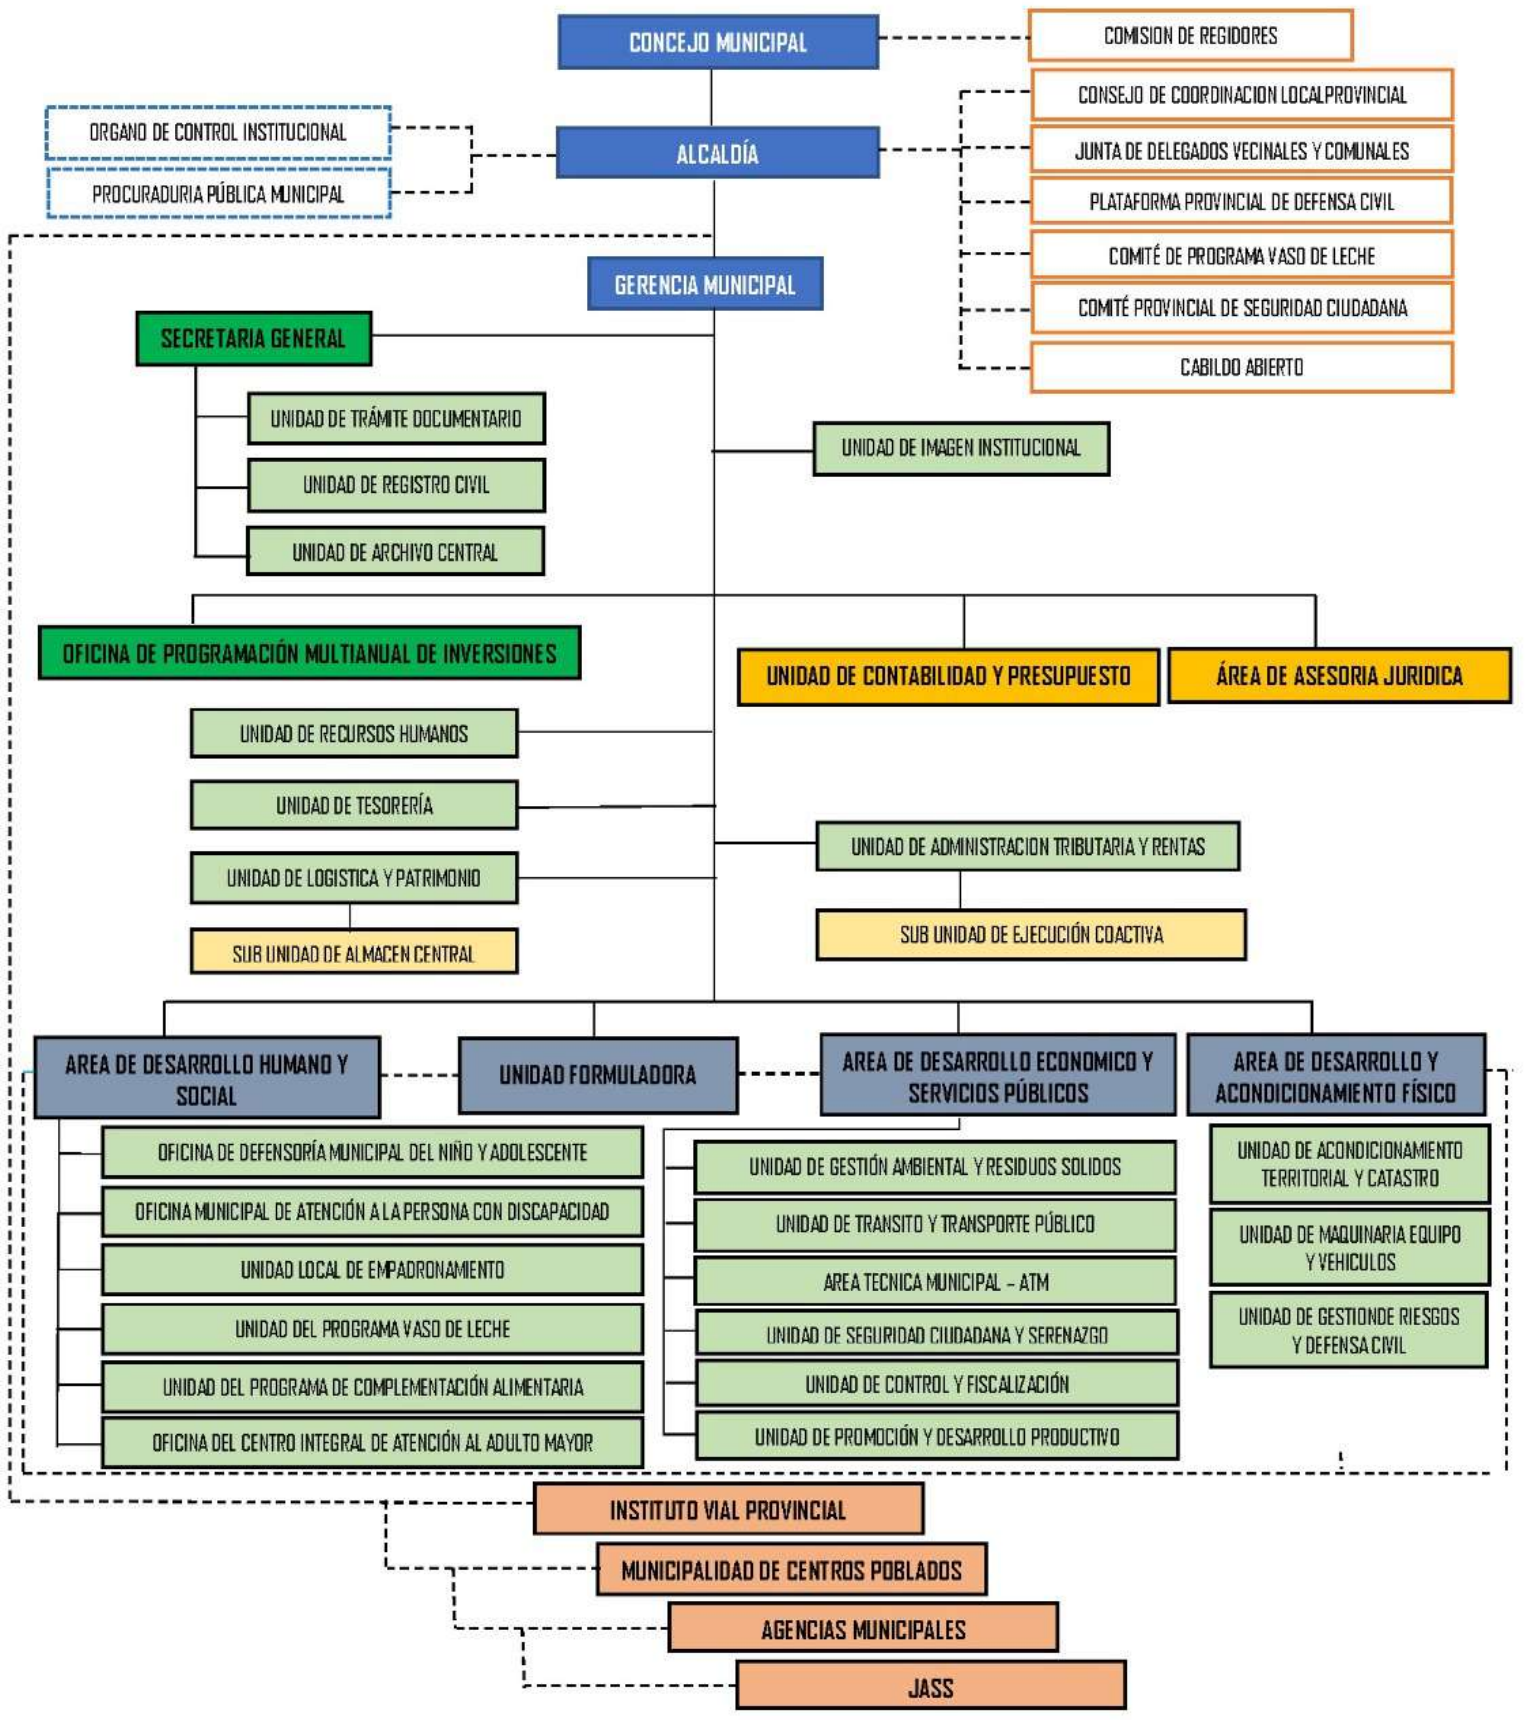 CONCEJO MUNICIPAL
COMISION DE REGIDORES
CONSEJO DE COORDINACION LOCALPROVINCIAL
ORGANO DE CONTROL INSTITUCIONAL
ALCALDÍA
JUNTA DE DELEGADOS VECINALES Y COMUNALES
PROCURADURIA PÚBLICA MUNICIPAL
PLATAFORMA PROVINCIAL DE DEFENSA CIVIL
COMITÉ DE PROGRAMA VASO DE LECHE
GERENCIA MUNICIPAL
COMITÉ PROVINCIAL DE SEGURIDAD CIUDADANA
SECRETARIA GENERAL
CABILDO ABIERTO
UNIDAD DE TRÁMITE DOCUMENTARIO
UNIDAD DE IMAGEN INSTITUCIONAL
UNIDAD DE REGISTRO CIVIL
UNIDAD DE ARCHIVO CENTRAL
OFICINA DE PROGRAMACIÓN MULTIANUAL DE INVERSIONES
UNIDAD DE CONTABILIDAD Y PRESUPUESTO
ÁREA DE ASESORIA JURIDICA
UNIDAD DE RECURSOS HUMANOS
UNIDAD DE TESORERÍA
UNIDAD DE ADMINISTRACION TRIBUTARIA Y RENTAS
UNIDAD DE LOGISTICA Y PATRIMONIO
SUB UNIDAD DE EJECUCIÓN COACTIVA
SUB UNIDAD DE ALMACEN CENTRAL
AREA DE DESARROLLO HUMANO Y
SOCIAL
UNIDAD FORMULADORA
AREA DE DESARROLLO ECONOMICO Y
SERVICIOS PÚBLICOS
AREA DE DESARROLLO Y
ACONDICIONAMIENTO FÍSICO
OFICINA DE DEFENSORÍA MUNICIPAL DEL NIÑO Y ADOLESCENTE
OFICINA MUNICIPAL DE ATENCIÓN A LA PERSONA CON DISCAPACIDAD
UNIDAD LOCAL DE EMPADRONAMIENTO
UNIDAD DEL PROGRAMA VASO DE LECHE
UNIDAD DEL PROGRAMA DE COMPLEMENTACIÓN ALIMENTARIA
OFICINA DEL CENTRO INTEGRAL DE ATENCIÓN AL ADULTO MAYOR
UNIDAD DE GESTIÓN AMBIENTAL Y RESIDUOS SOLIDOS
UNIDAD DE TRANSITO Y TRANSPORTE PÚBLICO
AREA TECNICA MUNICIPAL – ATM
UNIDAD DE SEGURIDAD CIUDADANA Y SERENAZGO
UNIDAD DE CONTROL Y FISCALIZACIÓN
UNIDAD DE PROMOCIÓN Y DESARROLLO PRODUCTIVO
UNIDAD DE ACONDICIONAMIENTO
TERRITORIAL Y CATASTRO
UNIDAD DE MAQUINARIA EQUIPO
Y VEHICULOS
UNIDAD DE GESTIONDE RIESGOS
Y DEFENSA CIVIL
INSTITUTO VIAL PROVINCIAL
MUNICIPALIDAD DE CENTROS POBLADOS
AGENCIAS MUNICIPALES
JASS